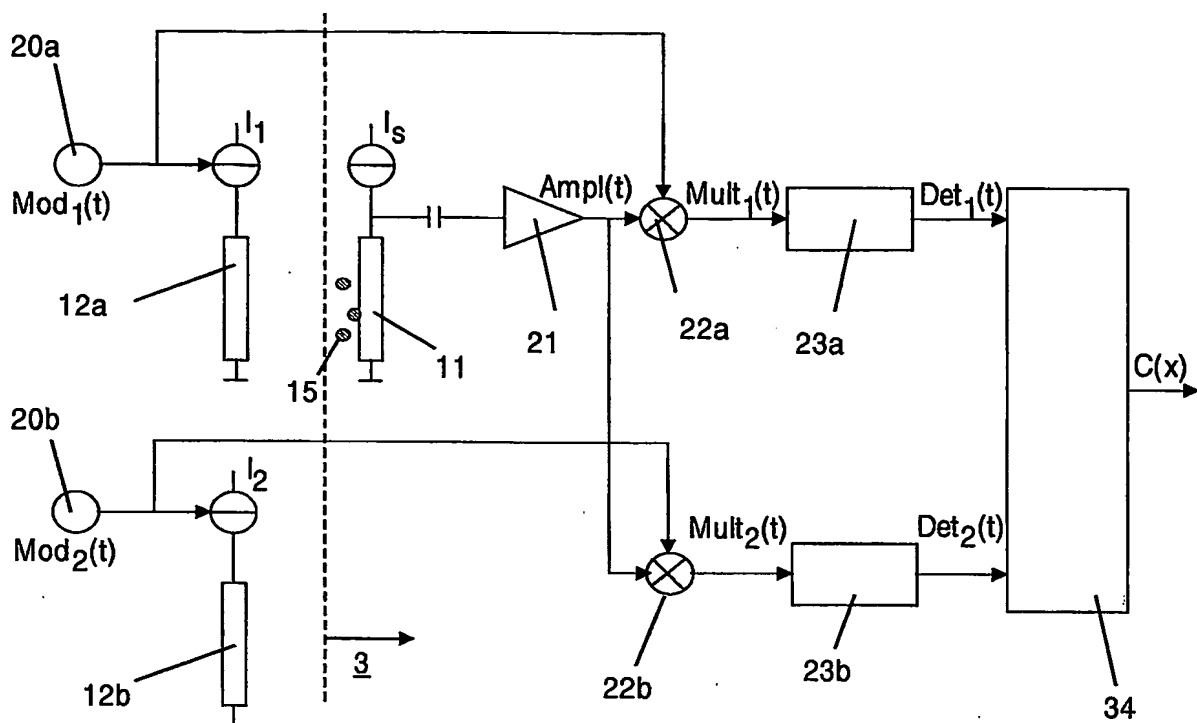 20a
I1
IS
Mod1(t)
Ampl(t)
Mult1(t)
Det1(t)
12a
15
11
21
22a
23a
C(x)
20b
I2
Mod2(t)
Mult2(t)
Det2(t)
12b
3
22b
23b
34